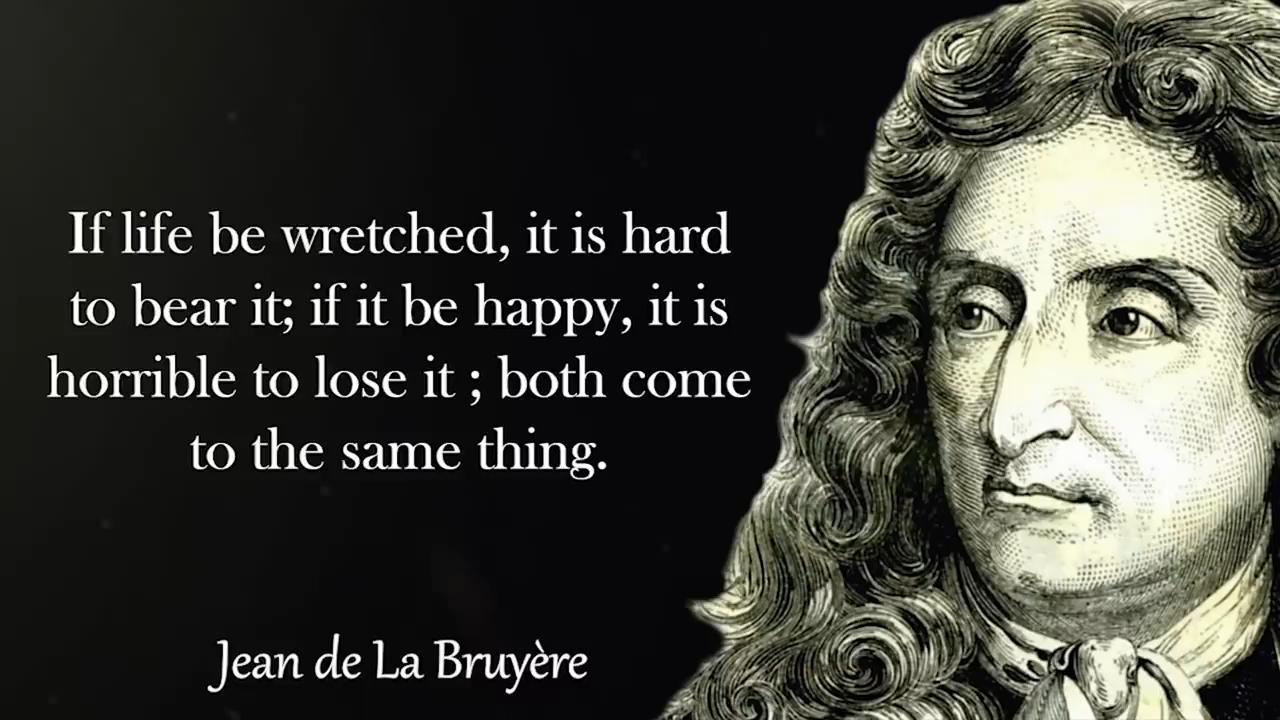 If life be wretched, it is hard
to bear it; if it be happy, it is
horrible to lose it ; both come
to the same thing.
Jean de La Bruyère